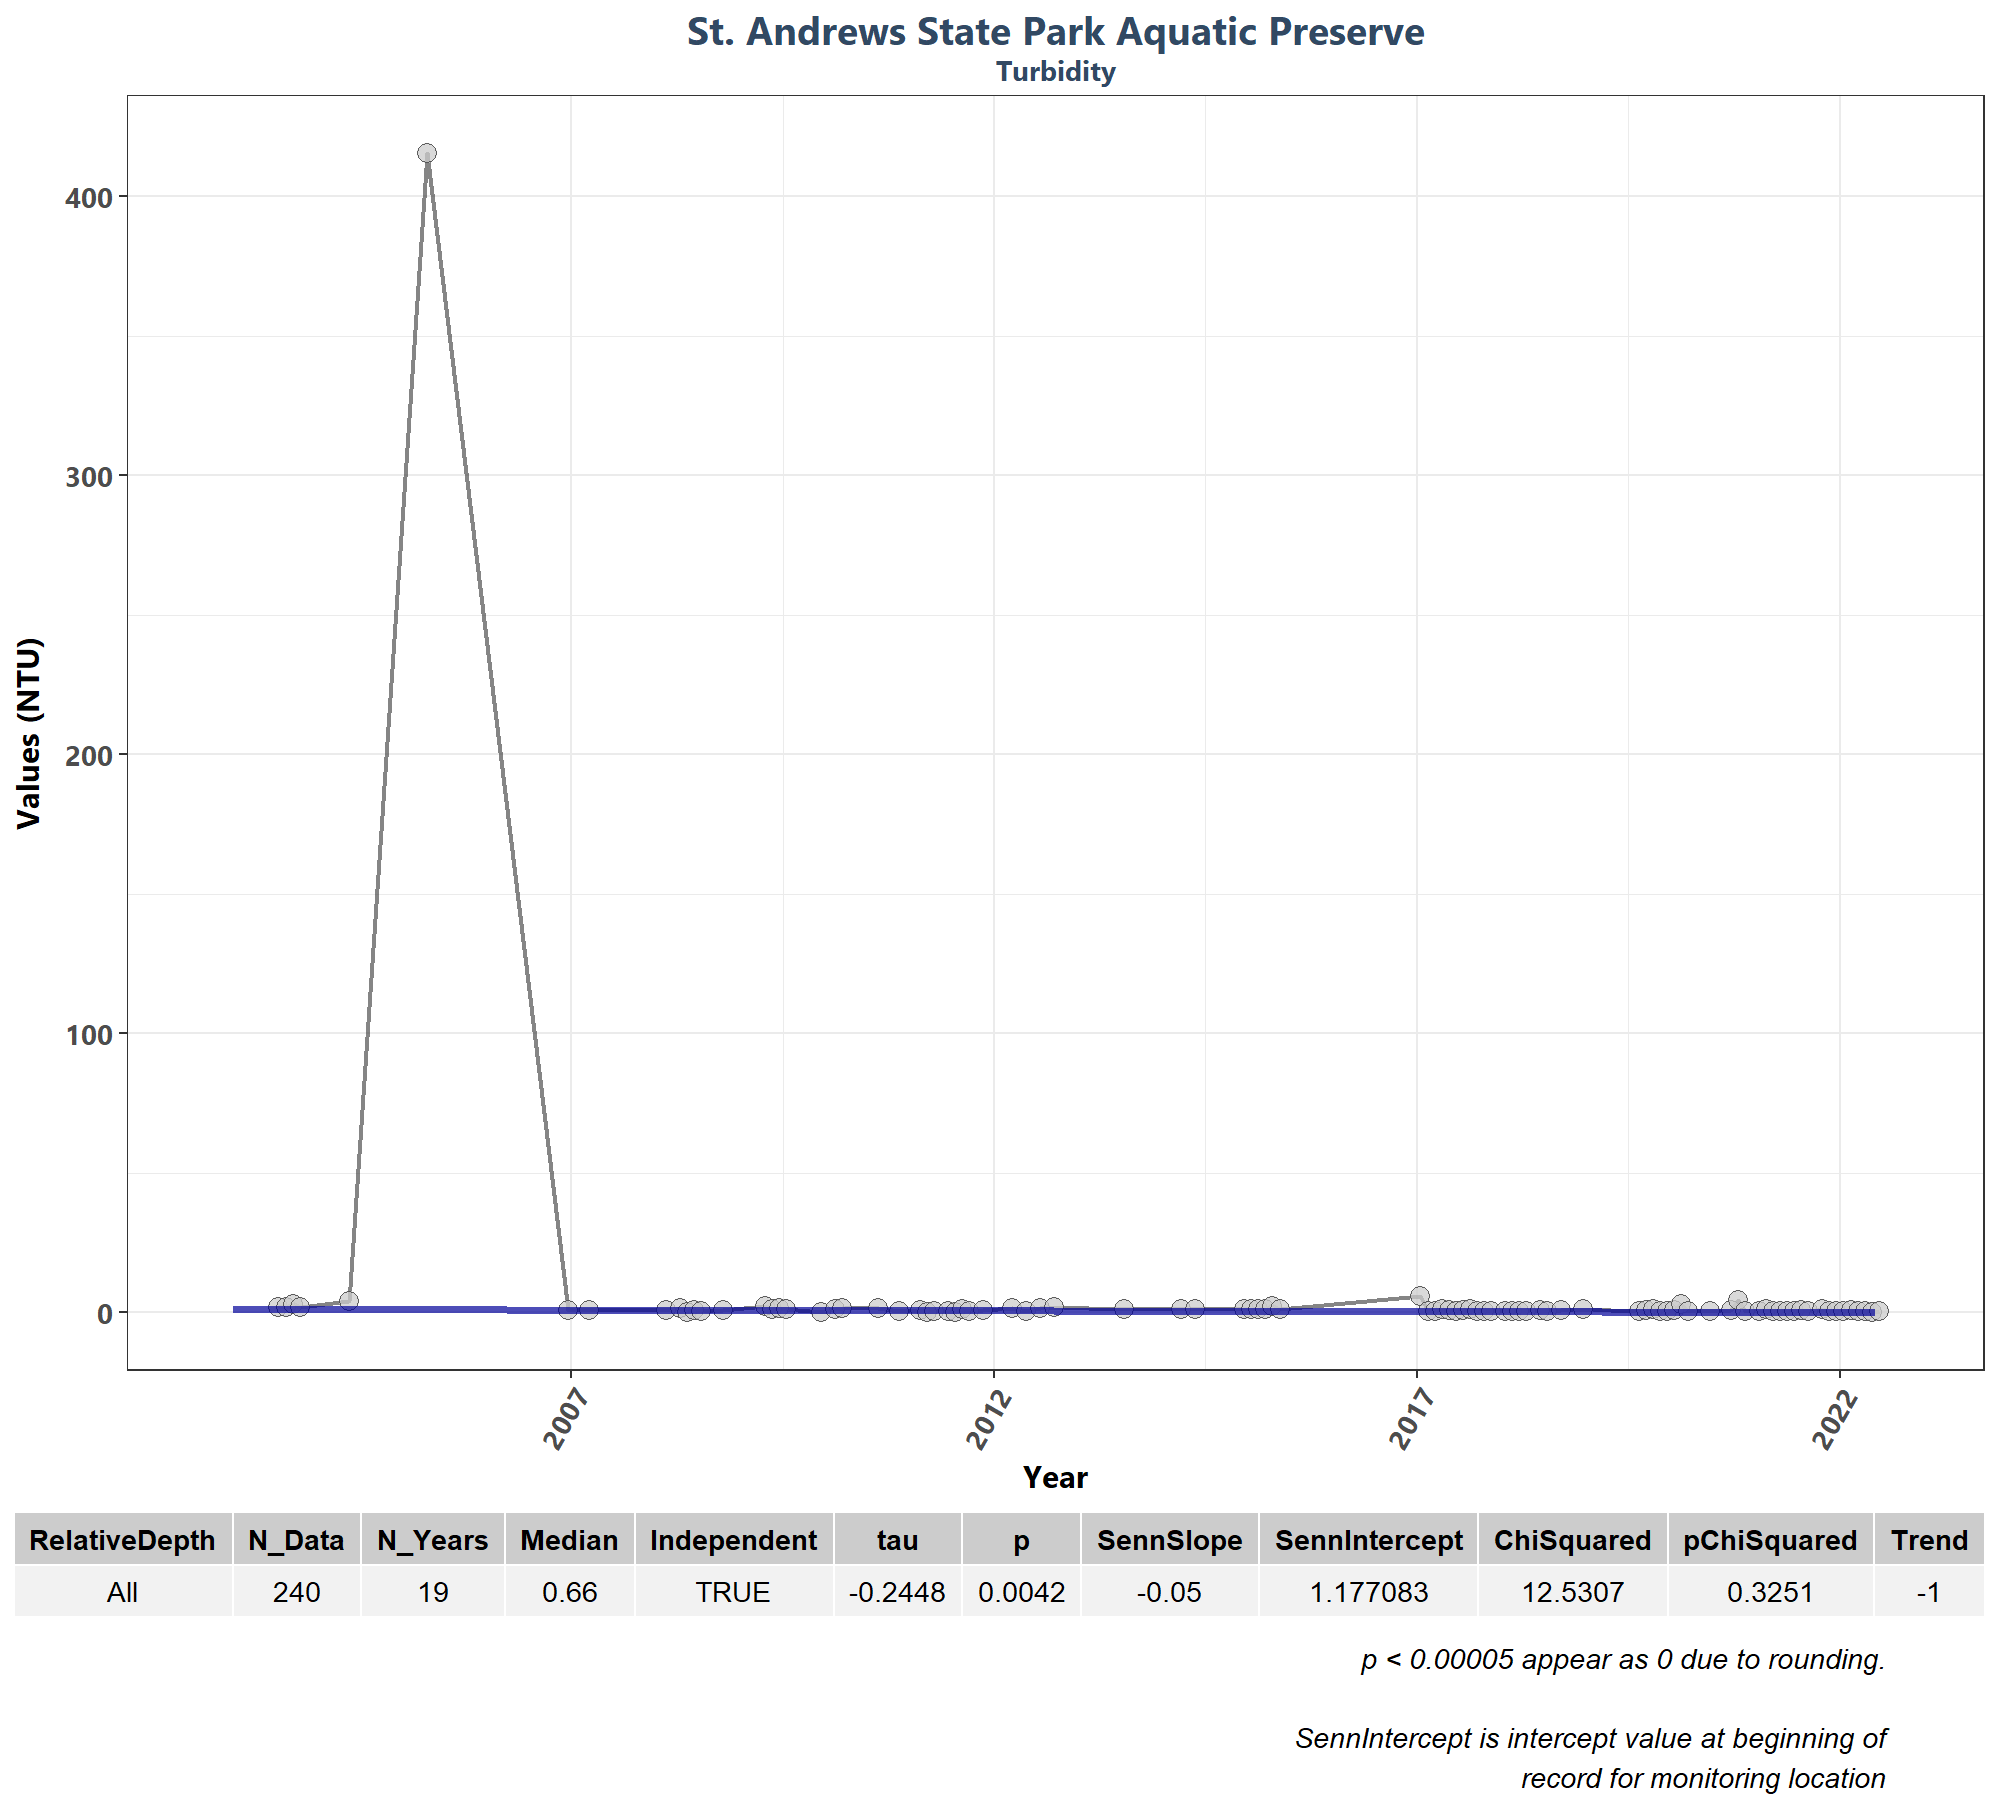 St. Andrews State Park Aquatic Preserve
Turbidity
Values (NTU)
400
300
200
100
0
2007
2012
2017
2022
Year
RelativeDepth N_Data N_Years Median Independent tau p SennSlope SennIntercept ChiSquared pChiSquared Trend
All 240 19 0.66 TRUE -0.2448 0.0042 -0.05 1.177083 12.5307 0.3251 -1
p < 0.00005 appear as 0 due to rounding.
SennIntercept is intercept value at beginning of
record for monitoring location